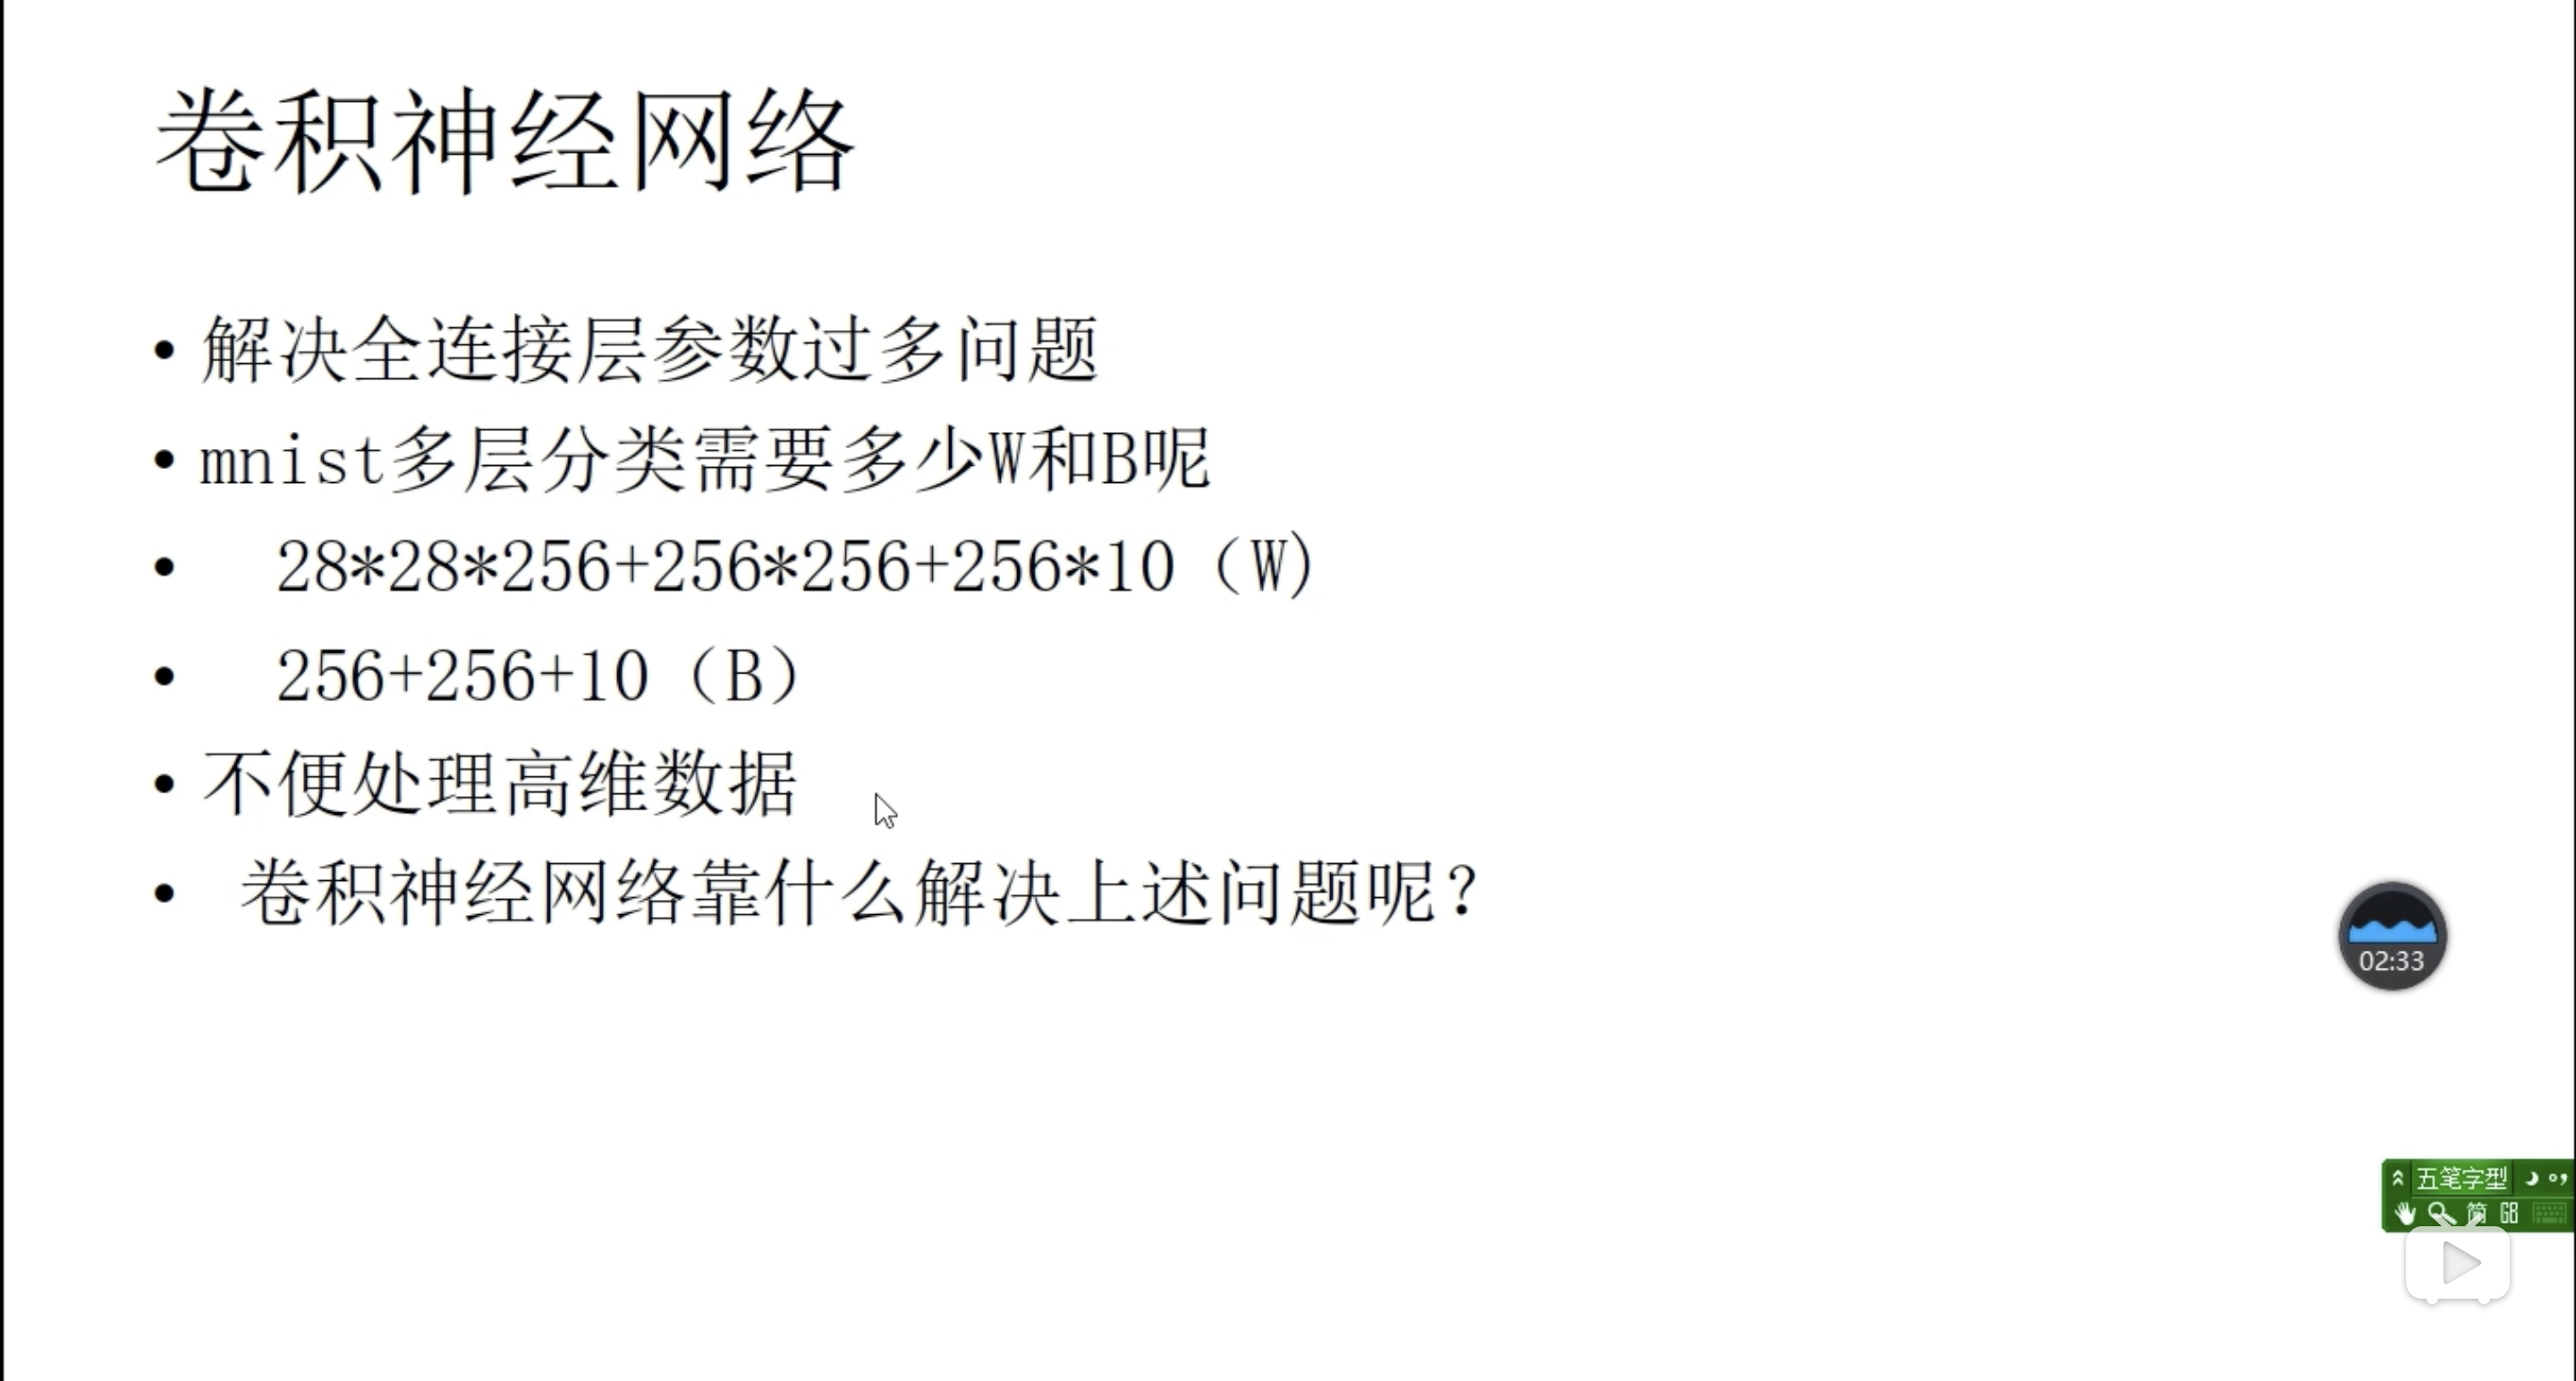 卷积神经网络
• 解决全连接层参数过多问题
• mnist多层分类需要多少W和B呢
• 28*28*256+256*256+256*10（W)
• 256+256+10（B）
• 不便处理高维数据
• 卷积神经网络靠什么解决上述问题呢？
02:33
五笔字型
简 GB